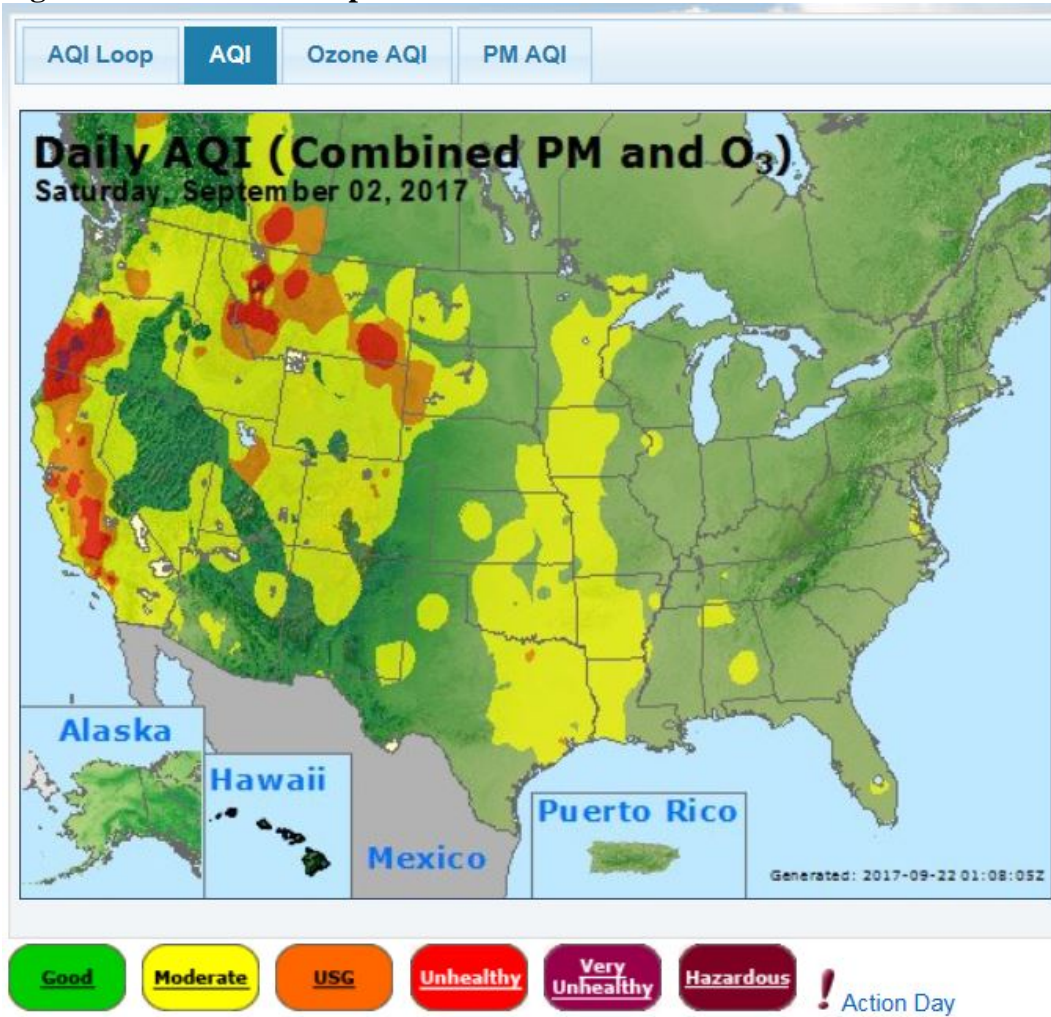 AQI Loop AQI Ozone AQI PM AQI
Daily AQI (Combined PM and O₃)
Saturday, September 02, 2017
Alaska
Hawaii
Mexico
Puerto Rico
Generated: 2017-09-22 01:08:05Z
Good Moderate USG Unhealthy Very Unhealthy Hazardous ! Action Day